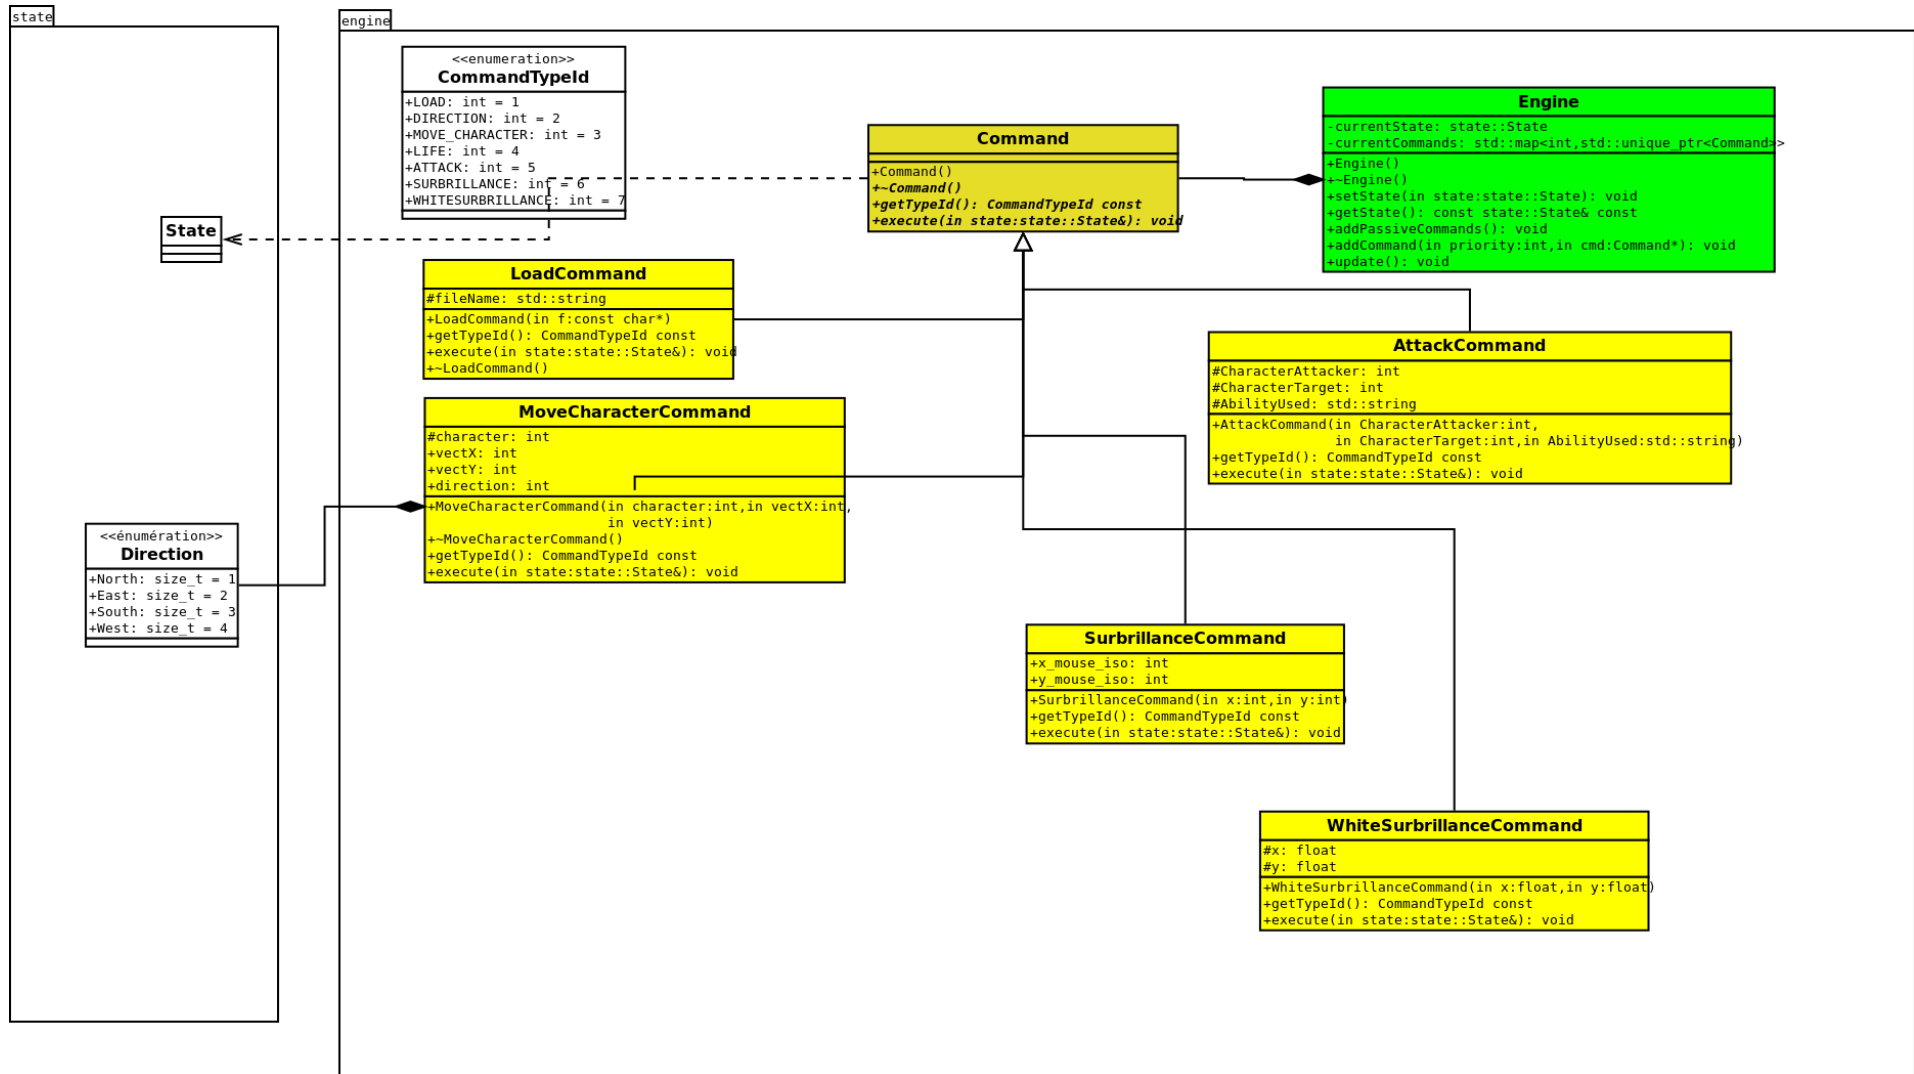 state
engine
<<enumeration>>
CommandTypeId
+LOAD: int = 1
+DIRECTION: int = 2
+MOVE_CHARACTER: int = 3
+LIFE: int = 4
+ATTACK: int = 5
+SURBRILLANCE: int = 6
+WHITESURBRILLANCE: int = 7
Command
+Command()
+~Command()
+getTypeId(): CommandTypeId const
+execute(in state:state::State&): void
Engine
-currentState: state::State
-currentCommands: std::map<int,std::unique_ptr<Command>>
+Engine()
+~Engine()
+setState(in state:state::State): void
+getState(): const state::State& const
+addPassiveCommands(): void
+addCommand(in priority:int,in cmd:Command*): void
+update(): void
State
LoadCommand
#fileName: std::string
+LoadCommand(in f:const char*)
+getTypeId(): CommandTypeId const
+execute(in state:state::State&): void
+~LoadCommand()
AttackCommand
#CharacterAttacker: int
#CharacterTarget: int
#AbilityUsed: std::string
+AttackCommand(in CharacterAttacker:int,
in CharacterTarget:int,in AbilityUsed:std::string)
+getTypeId(): CommandTypeId const
+execute(in state:state::State&): void
MoveCharacterCommand
#character: int
+vectX: int
+vectY: int
+direction: int
+MoveCharacterCommand(in character:int,in vectX:int,
in vectY:int)
+~MoveCharacterCommand()
+getTypeId(): CommandTypeId const
+execute(in state:state::State&): void
<<énumération>>
Direction
+North: size_t = 1
+East: size_t = 2
+South: size_t = 3
+West: size_t = 4
SurbrillanceCommand
+x_mouse_iso: int
+y_mouse_iso: int
+SurbrillanceCommand(in x:int,in y:int)
+getTypeId(): CommandTypeId const
+execute(in state:state::State&): void
WhiteSurbrillanceCommand
#x: float
#y: float
+WhiteSurbrillanceCommand(in x:float,in y:float)
+getTypeId(): CommandTypeId const
+execute(in state:state::State&): void